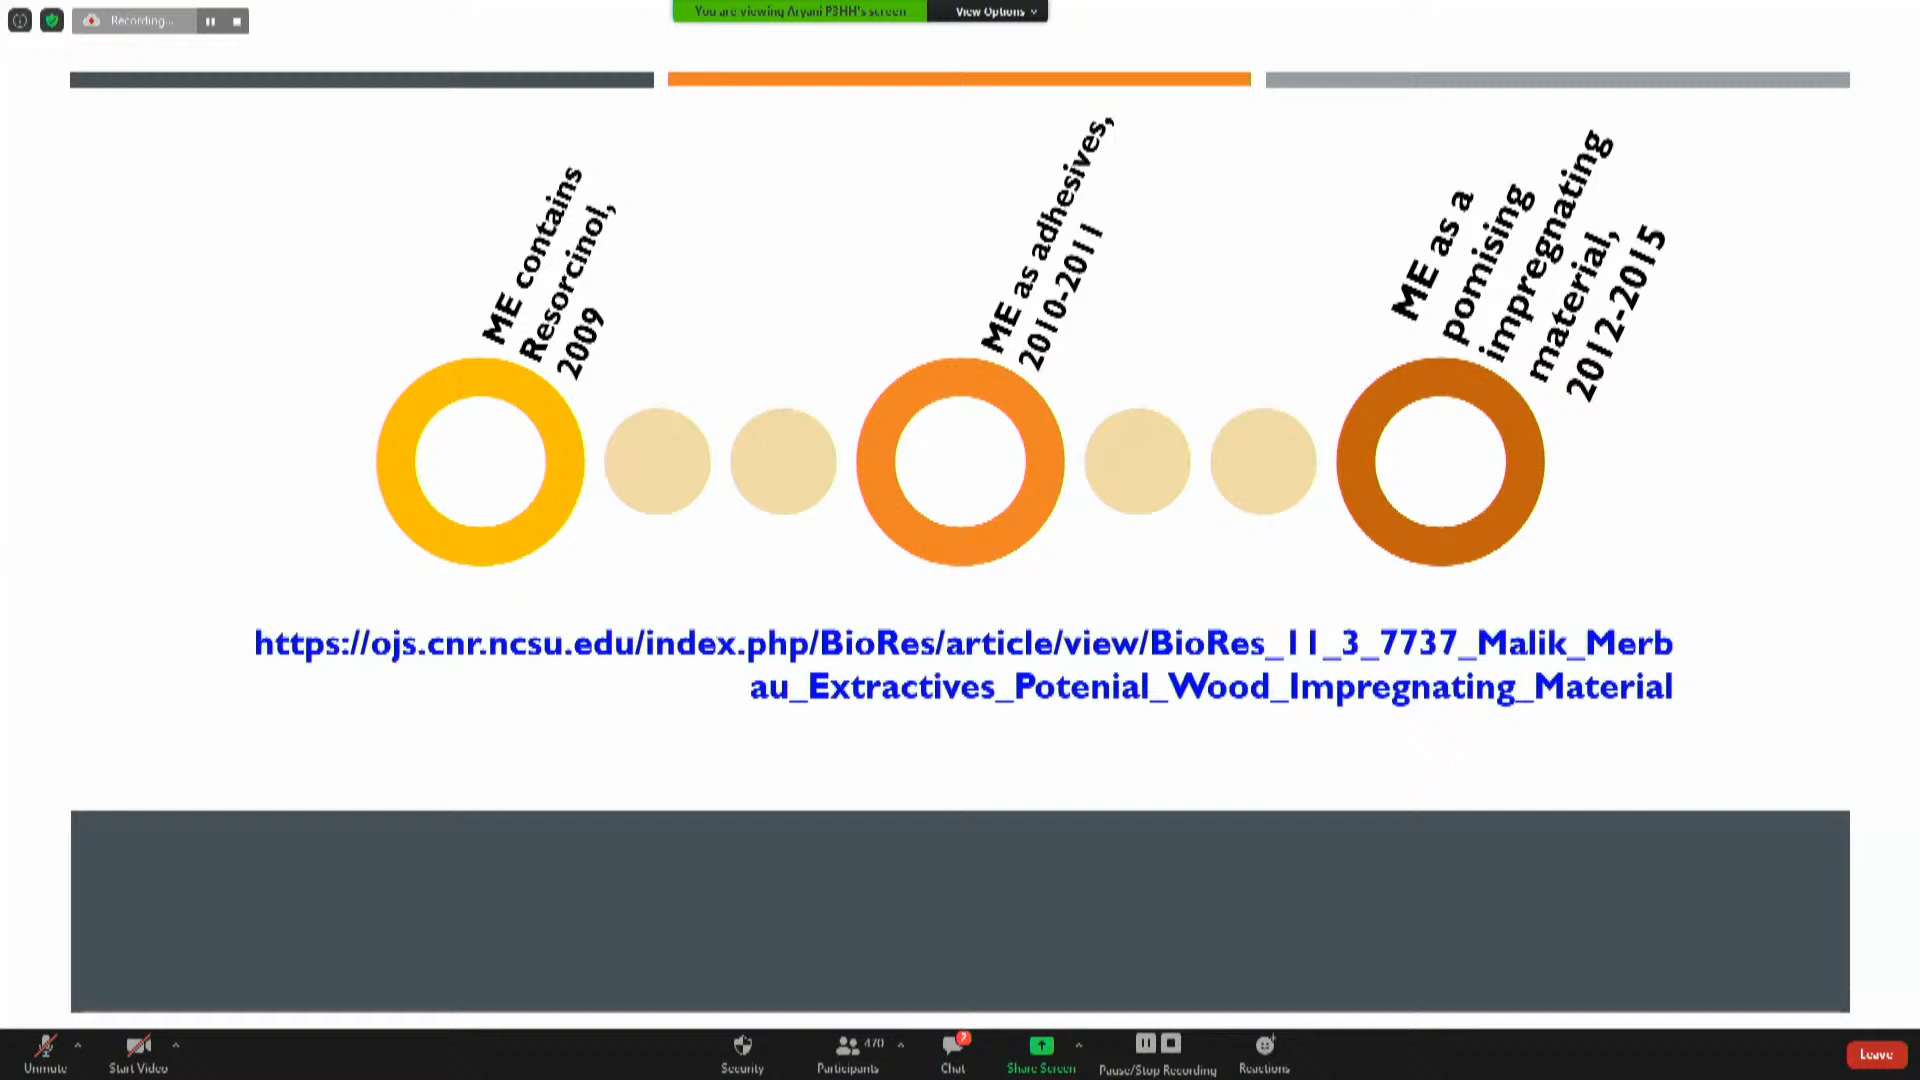 Recording...
You are viewing Aryani P3HH's screen
View Options
ME contains
Resorcinol,
2009
ME as adhesives,
2010-2011
ME as a
pomising
impregnating
material,
2012-2015
https://ojs.cnr.ncsu.edu/index.php/BioRes/article/view/BioRes_11_3_7737_Malik_Merb
au_Extractives_Potenial_Wood_Impregnating_Material
Unmute
Start Video
Security
470
Participants
7
Chat
Share Screen
Pause/Stop Recording
Reactions
Leave